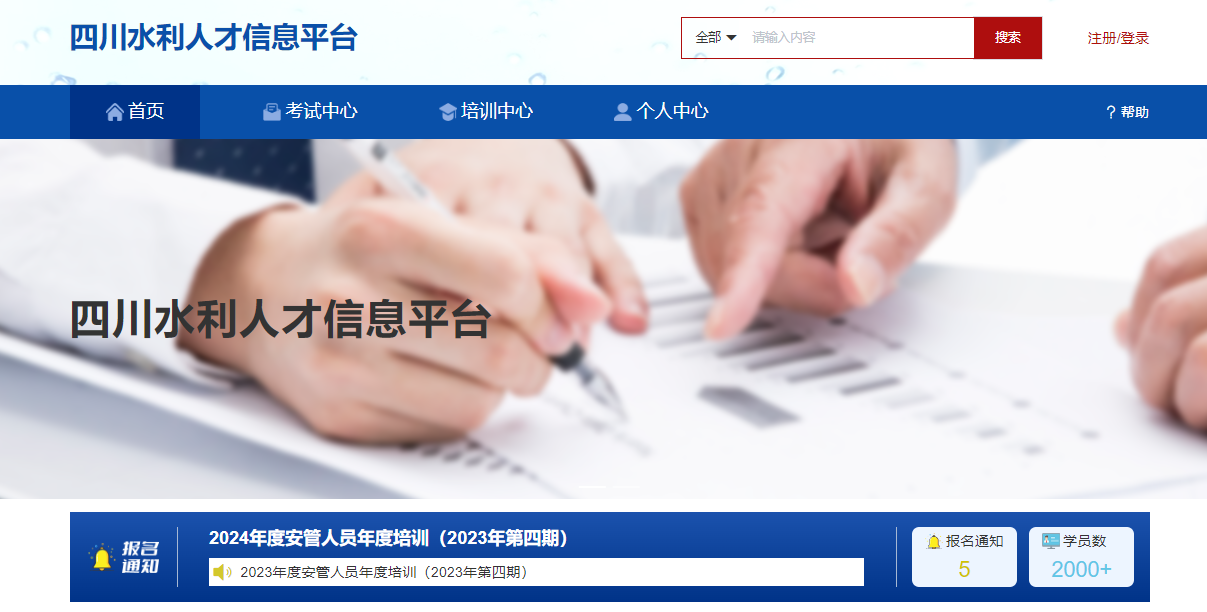 四川水利人才信息平台
全部 请输入内容 搜索 注册/登录
首页 考试中心 培训中心 个人中心 ? 帮助
四川水利人才信息平台
报名
通知
2024年度安管人员年度培训（2023年第四期）
2023年度安管人员年度培训（2023年第四期）
报名通知
5
学员数
2000+